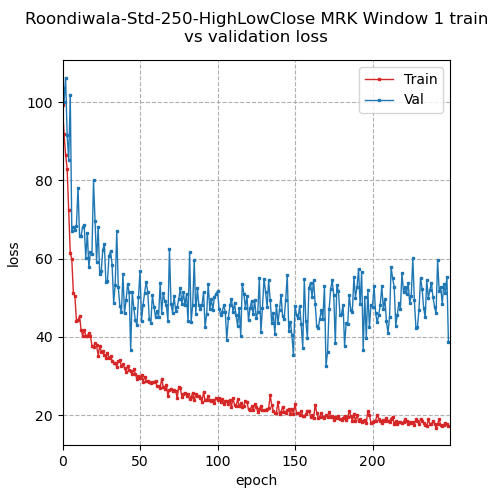 Roondiwala-Std-250-HighLowClose MRK Window 1 train
vs validation loss
Train
Val
100
80
60
40
20
loss
0
50
100
150
200
epoch